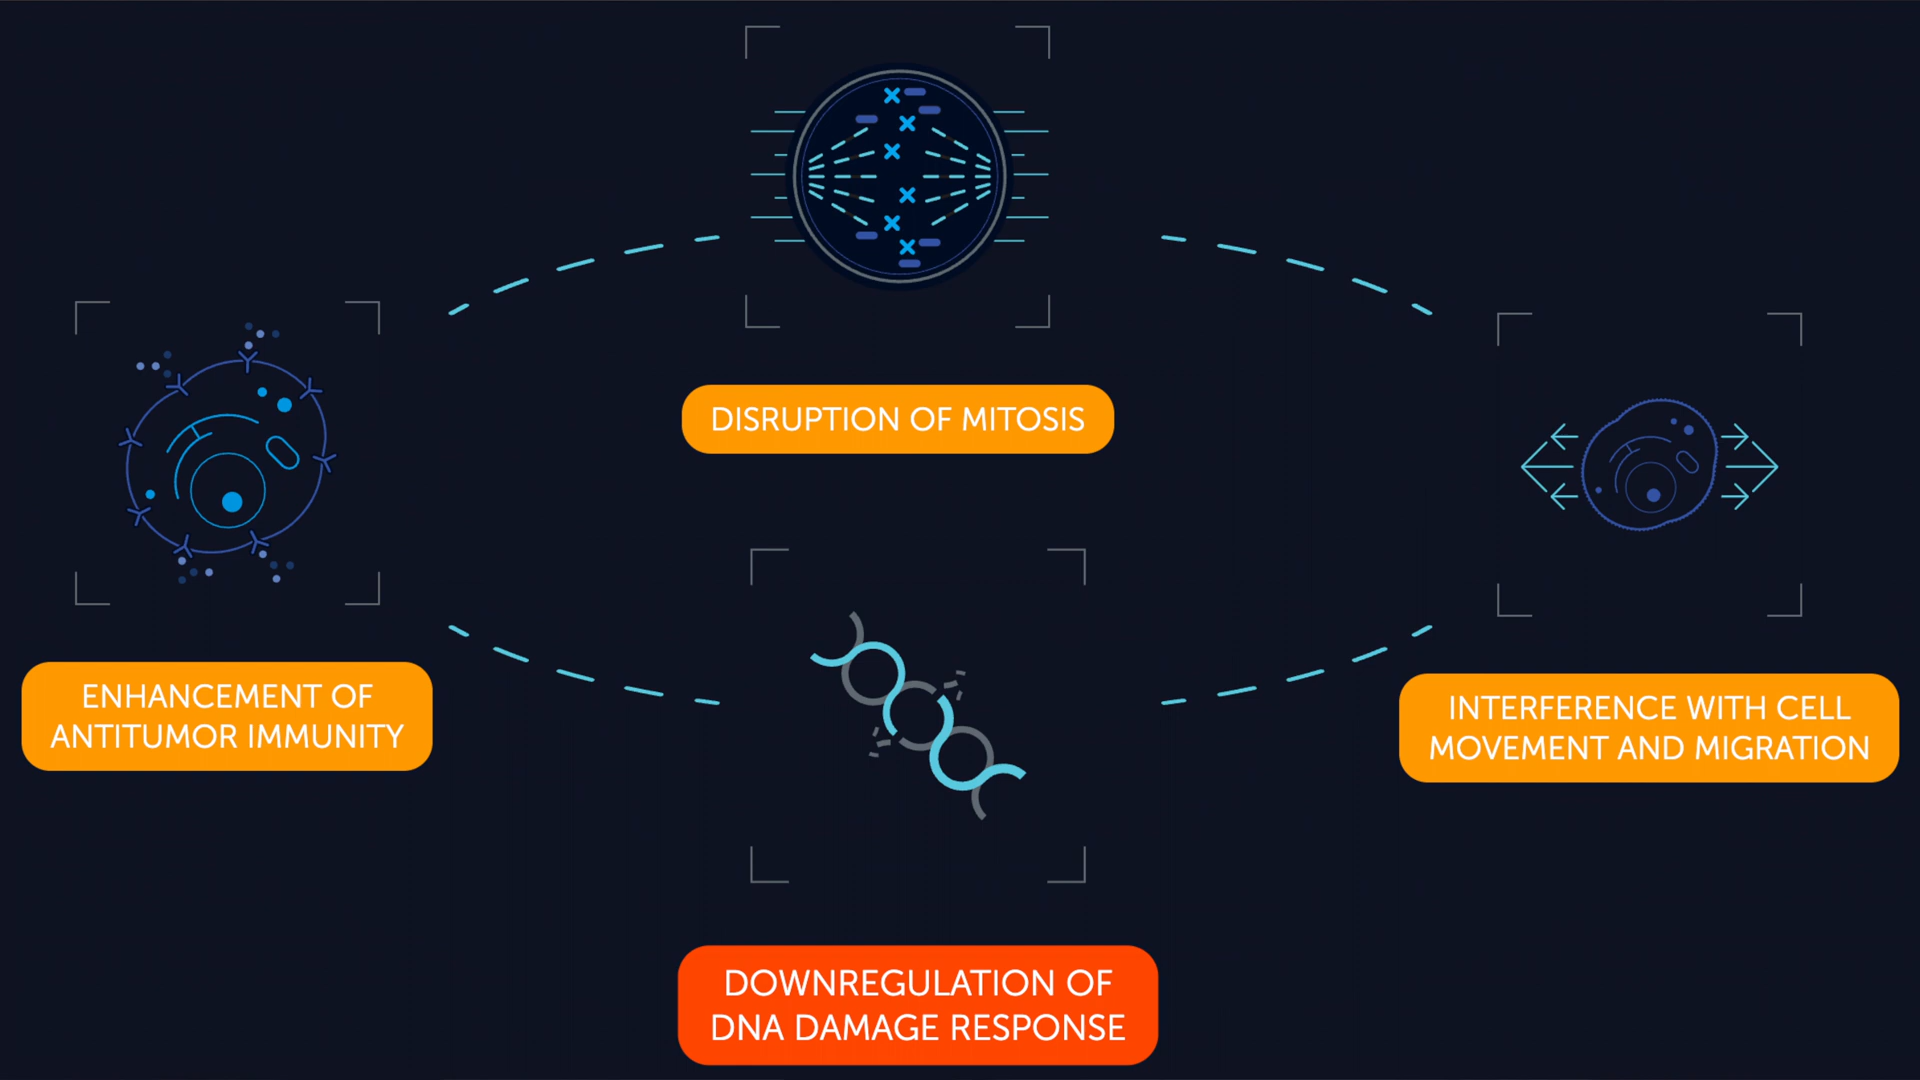 DISRUPTION OF MITOSIS
ENHANCEMENT OF
ANTITUMOR IMMUNITY
INTERFERENCE WITH CELL
MOVEMENT AND MIGRATION
DOWNREGULATION OF
DNA DAMAGE RESPONSE